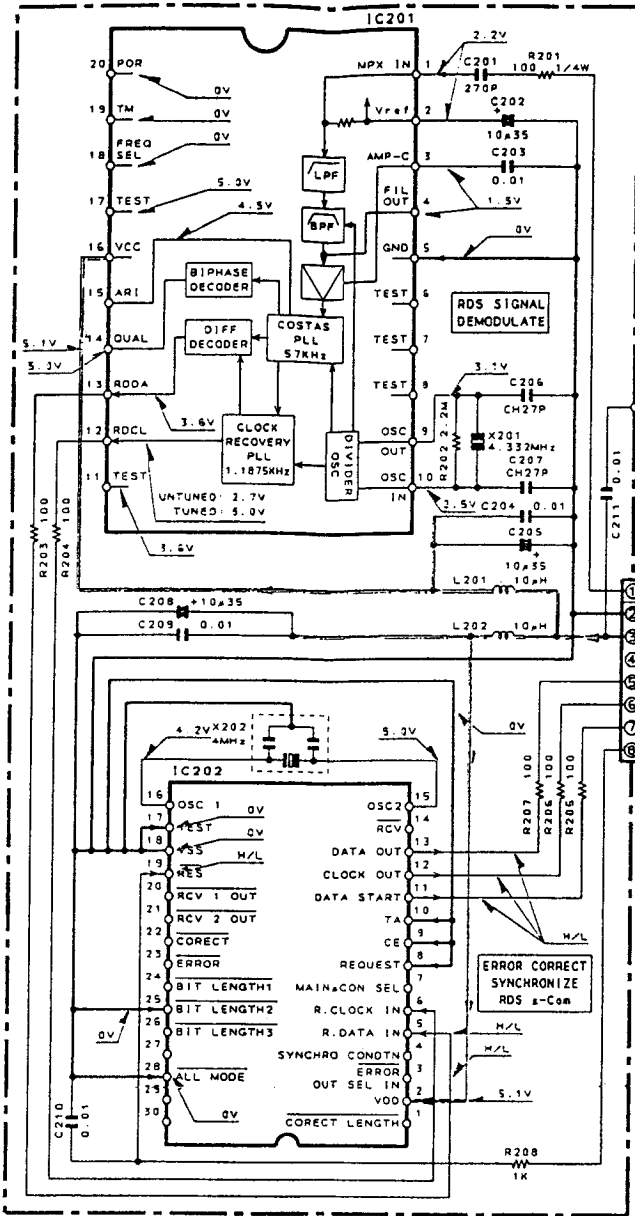 IC201
20 POR
0V
19 TM
0V
18 FREQ SEL
0V
17 TEST
5.0V
4.5V
16 VCC
15 ARI
14 QUAL
5.1V
5.0V
13 RDDA
3.6V
12 RDCL
UNTUNED: 2.7V
TUNED: 5.0V
11 TEST
3.6V
MPX IN 1
2.2V
C201
270P
R201
100 1/4W
Vref 2
C202
10µ35
AMP-C 3
C203
0.01
1.5V
FIL OUT 4
GND 5
0V
TEST 6
TEST 7
TEST 8
LPF
BPF
BIPHASE DECODER
DIFF DECODER
COSTAS PLL 57KHz
CLOCK RECOVERY PLL 1.1875KHz
DIVIDER OSC
RDS SIGNAL DEMODULATE
OSC OUT 9
OSC IN 10
R202 2.2M
C206
CH27P
X201
4.332MHz
C207
CH27P
C204 0.01
C205
10µ35
C211 0.01
R203 100
R204 100
C208 +10µ35
C209 0.01
L201 10µH
L202 10µH
1
2
3
4
5
6
7
8
4.2V
X202
4MHz
5.0V
0V
IC202
16 OSC 1
17 TEST
0V
18 VSS
0V
19 RES
H/L
20 RCV 1 OUT
21 RCV 2 OUT
22 CORECT
23 ERROR
24 BIT LENGTH1
25 BIT LENGTH2
0V
26 BIT LENGTH3
27
28 ALL MODE
0V
29
30
C210 0.01
OSC2 15
RCV 14
DATA OUT 13
CLOCK OUT 12
DATA START 11
TA 10
CE 9
REQUEST 8
MAIN&CON SEL 7
R.CLOCK IN 6
R.DATA IN 5
SYNCHRO CONDTN 4
ERROR OUT SEL IN 3
VDD 2
CORECT LENGTH 1
R207 100
R206 100
R205 100
H/L
H/L
H/L
5.1V
ERROR CORRECT
SYNCHRONIZE
RDS s-Com
R208
1K